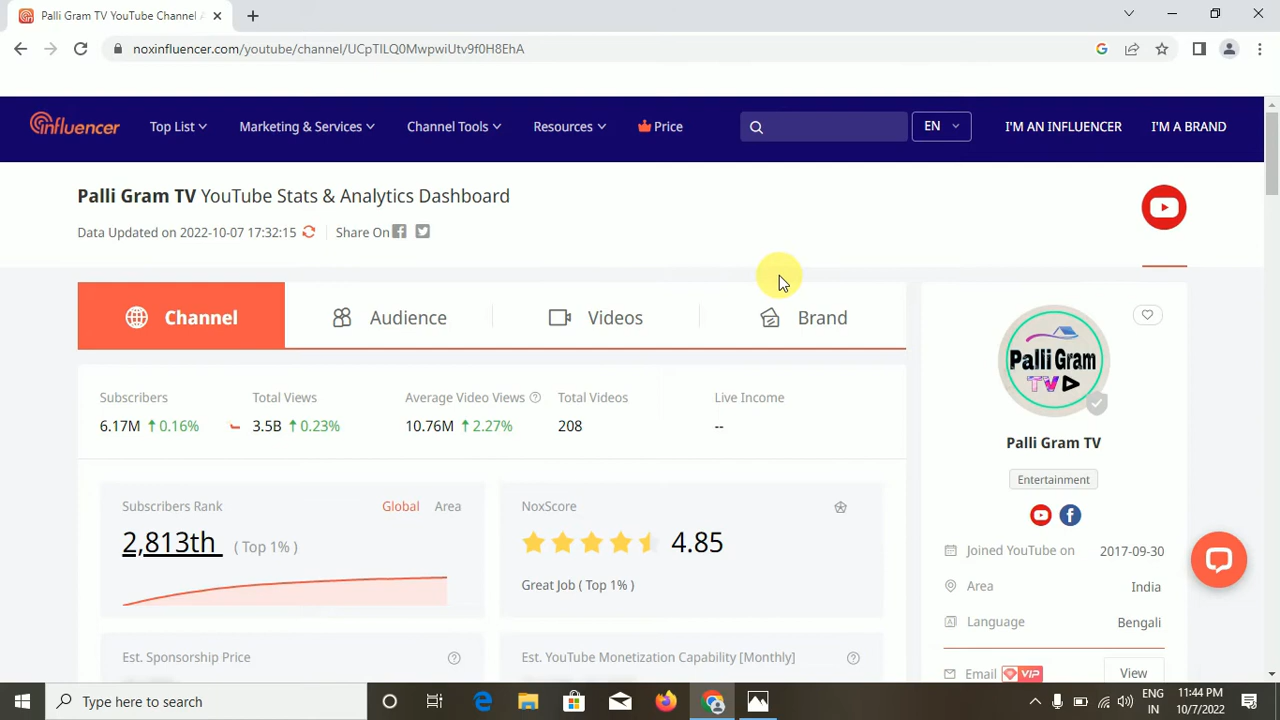 Palli Gram TV YouTube Channel A
noxinfluencer.com/youtube/channel/UCpTILQ0MwpwiUtv9f0H8EhA
influencer
Top List
Marketing & Services
Channel Tools
Resources
Price
EN
I'M AN INFLUENCER
I'M A BRAND
Palli Gram TV YouTube Stats & Analytics Dashboard
Data Updated on 2022-10-07 17:32:15
Share On
Channel
Audience
Videos
Brand
Subscribers
Total Views
Average Video Views
Total Videos
Live Income
6.17M 0.16%
3.5B 0.23%
10.76M 2.27%
208
--
Palli Gram
TV
Palli Gram TV
Entertainment
Subscribers Rank
Global
Area
2,813th ( Top 1% )
NoxScore
4.85
Great Job ( Top 1% )
Joined YouTube on 2017-09-30
Area India
Language Bengali
Email VIP View
Est. Sponsorship Price
Est. YouTube Monetization Capability [Monthly]
Type here to search
ENG
IN
11:44 PM
10/7/2022